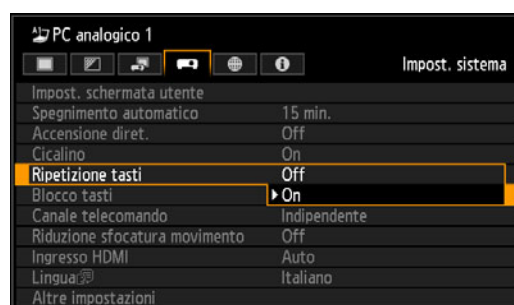 PC analogico 1
Impost. sistema
Impost. schermata utente
Spegnimento automatico 15 min.
Accensione diret. Off
Cicalino On
Ripetizione tasti Off
Blocco tasti On
Canale telecomando Indipendente
Riduzione sfocatura movimento Off
Ingresso HDMI Auto
Lingua Italiano
Altre impostazioni